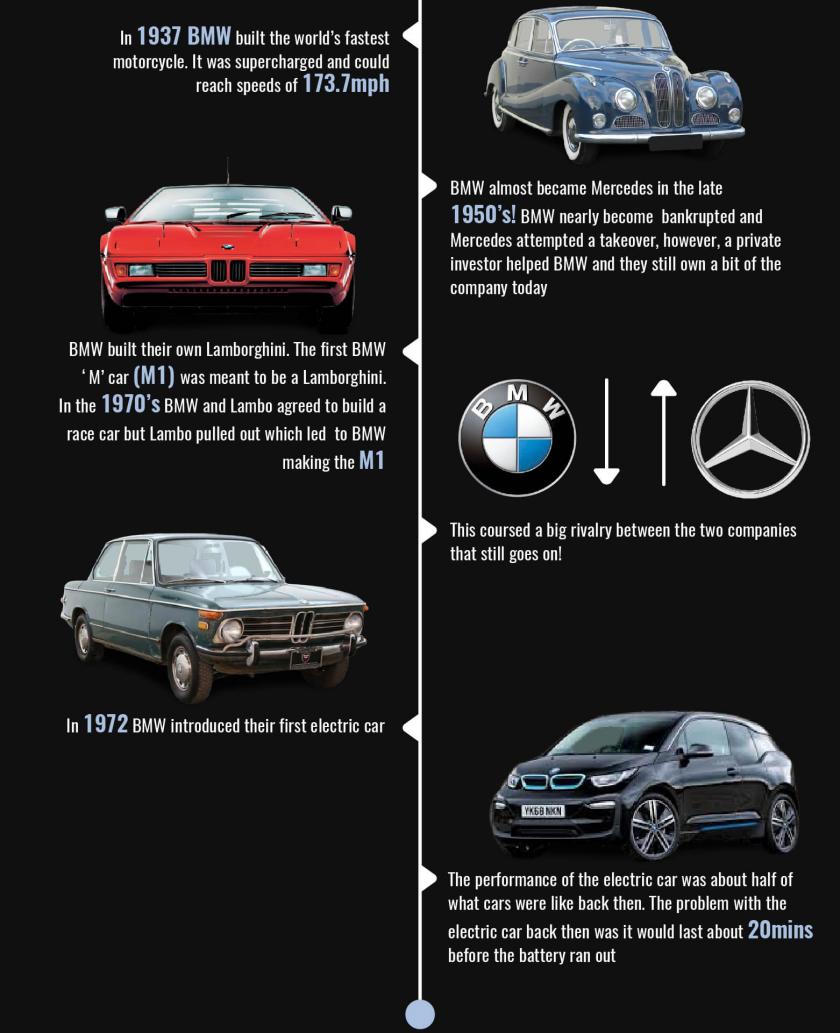 In 1937 BMW built the world's fastest
motorcycle. It was supercharged and could
reach speeds of 173.7mph
BMW almost became Mercedes in the late
1950's! BMW nearly become bankrupted and
Mercedes attempted a takeover, however, a private
investor helped BMW and they still own a bit of the
company today
BMW built their own Lamborghini. The first BMW
'M' car (M1) was meant to be a Lamborghini.
In the 1970's BMW and Lambo agreed to build a
race car but Lambo pulled out which led to BMW
making the M1
BMW
This coursed a big rivalry between the two companies
that still goes on!
In 1972 BMW introduced their first electric car
YK68 NKN
The performance of the electric car was about half of
what cars were like back then. The problem with the
electric car back then was it would last about 20mins
before the battery ran out